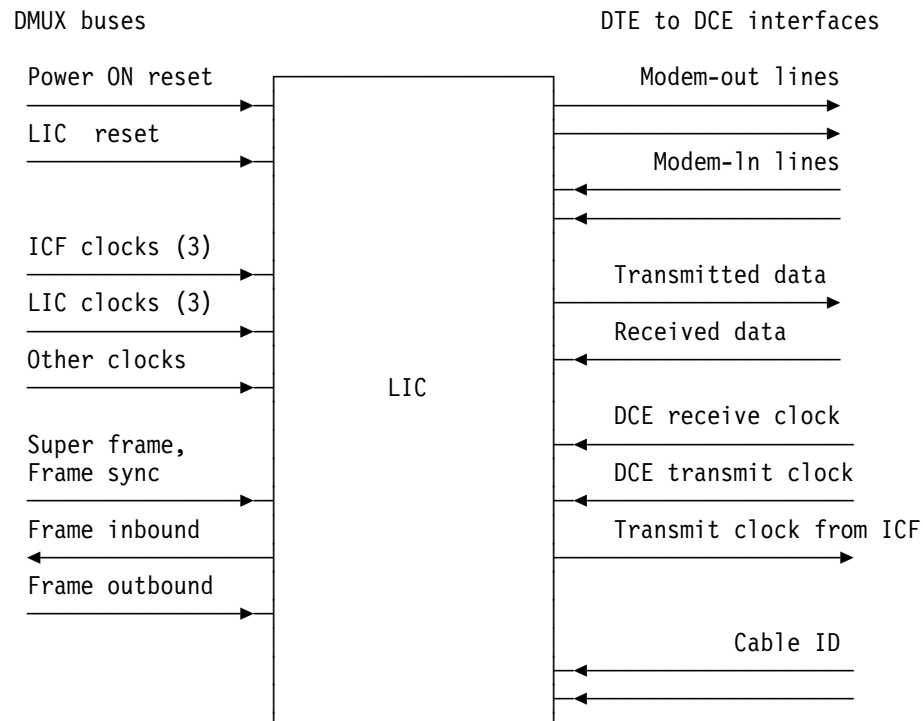 DMUX buses
DTE to DCE interfaces
Power ON reset
Modem-out lines
LIC reset
Modem-ln lines
ICF clocks (3)
Transmitted data
LIC clocks (3)
Received data
Other clocks
LIC
DCE receive clock
Super frame,
Frame sync
DCE transmit clock
Frame inbound
Transmit clock from ICF
Frame outbound
Cable ID